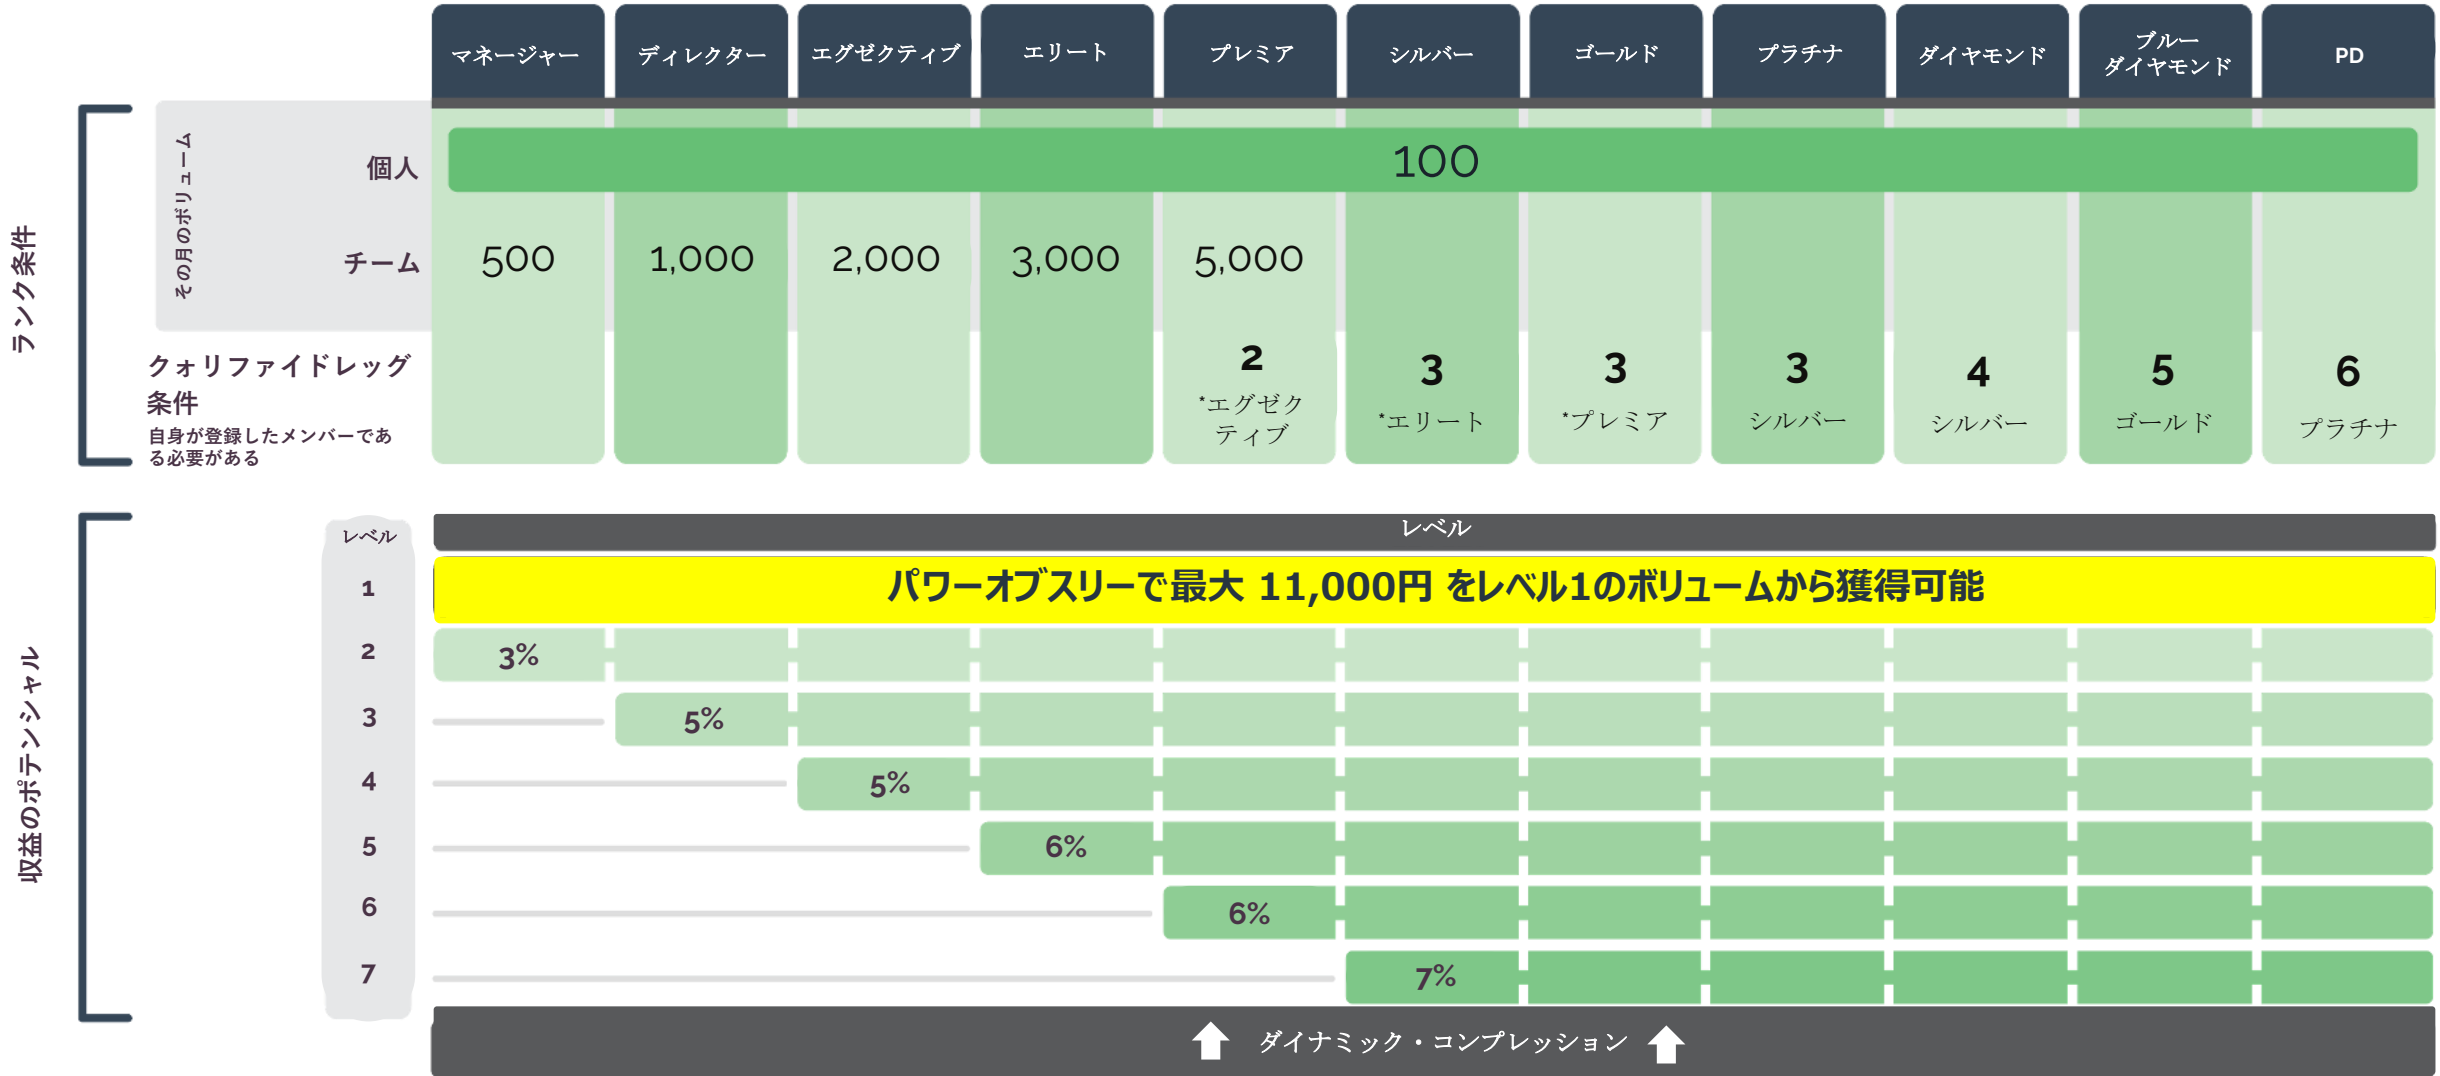 マネージャー
ディレクター
エグゼクティブ
エリート
プレミア
シルバー
ゴールド
プラチナ
ダイヤモンド
ブルー
ダイヤモンド
PD
ランク条件
その月のボリューム
個人
100
チーム
500
1,000
2,000
3,000
5,000
クォリファイドレッグ
条件
自身が登録したメンバーであ
る必要がある
2
*エグゼク
ティブ
3
*エリート
3
*プレミア
3
シルバー
4
シルバー
5
ゴールド
6
プラチナ
収益のポテンシャル
レベル
レベル
1
パワーオブスリーで最大 11,000円 をレベル1のボリュームから獲得可能
2
3%
3
5%
4
5%
5
6%
6
6%
7
7%
ダイナミック・コンプレッション